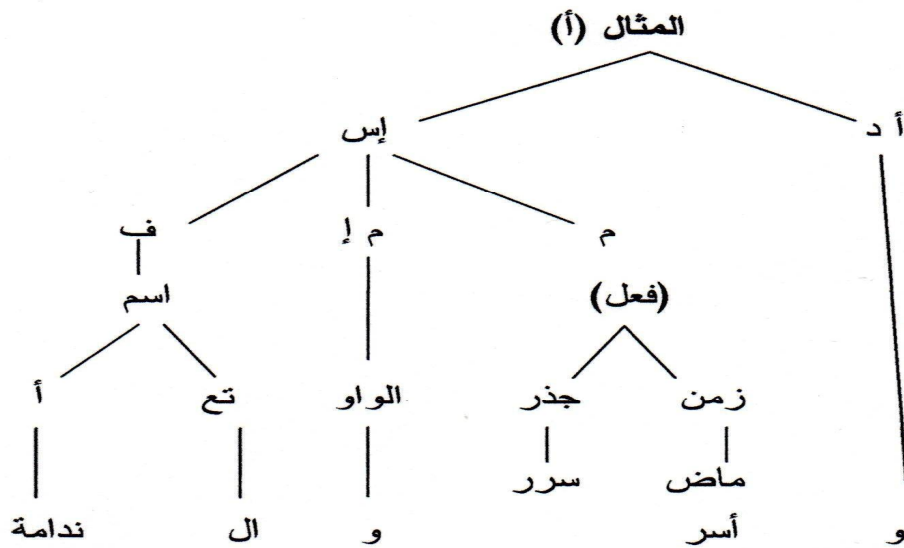 المثال (أ)
أ د إس
م م إ ف
(فعل) اسم
زمن جذر الواو تع أ
ماض سرر
و أسر و ال ندامة